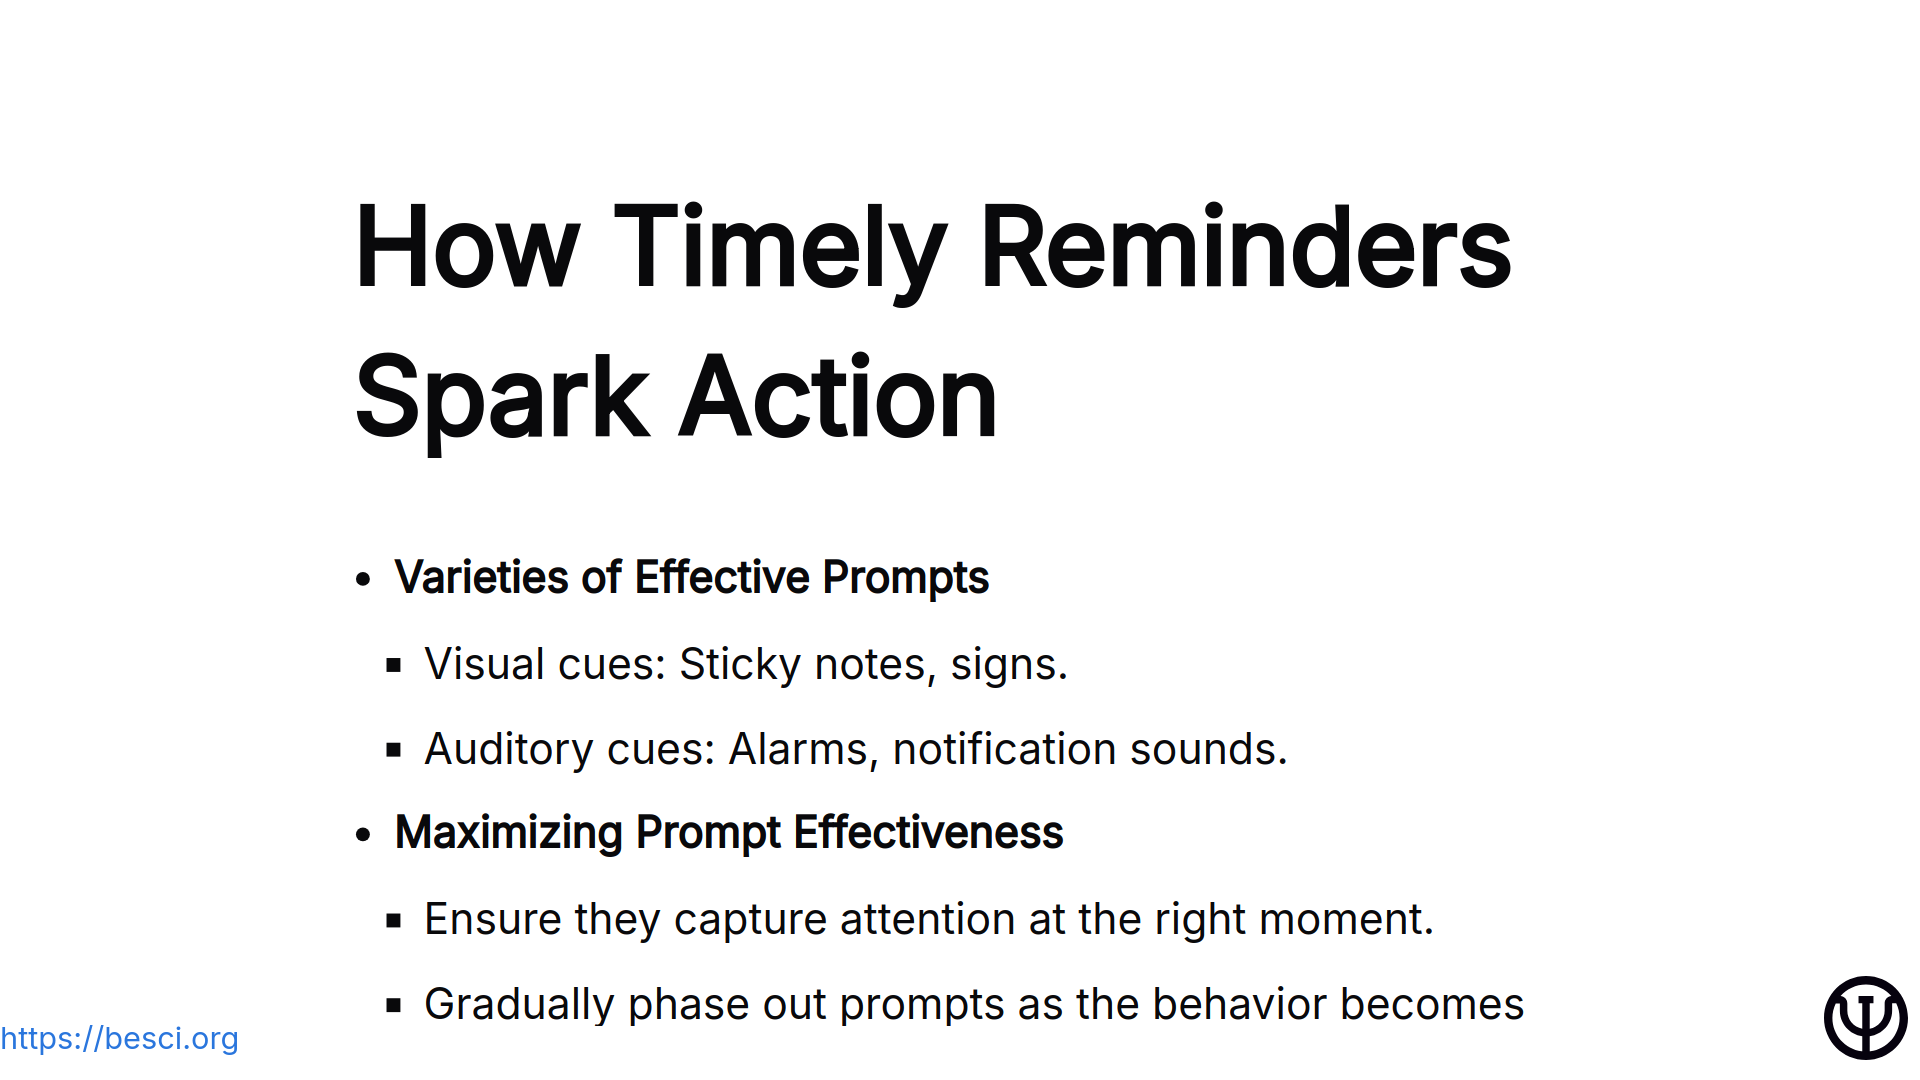 How Timely Reminders
Spark Action
• Varieties of Effective Prompts
▪ Visual cues: Sticky notes, signs.
▪ Auditory cues: Alarms, notification sounds.
• Maximizing Prompt Effectiveness
▪ Ensure they capture attention at the right moment.
▪ Gradually phase out prompts as the behavior becomes
https://besci.org